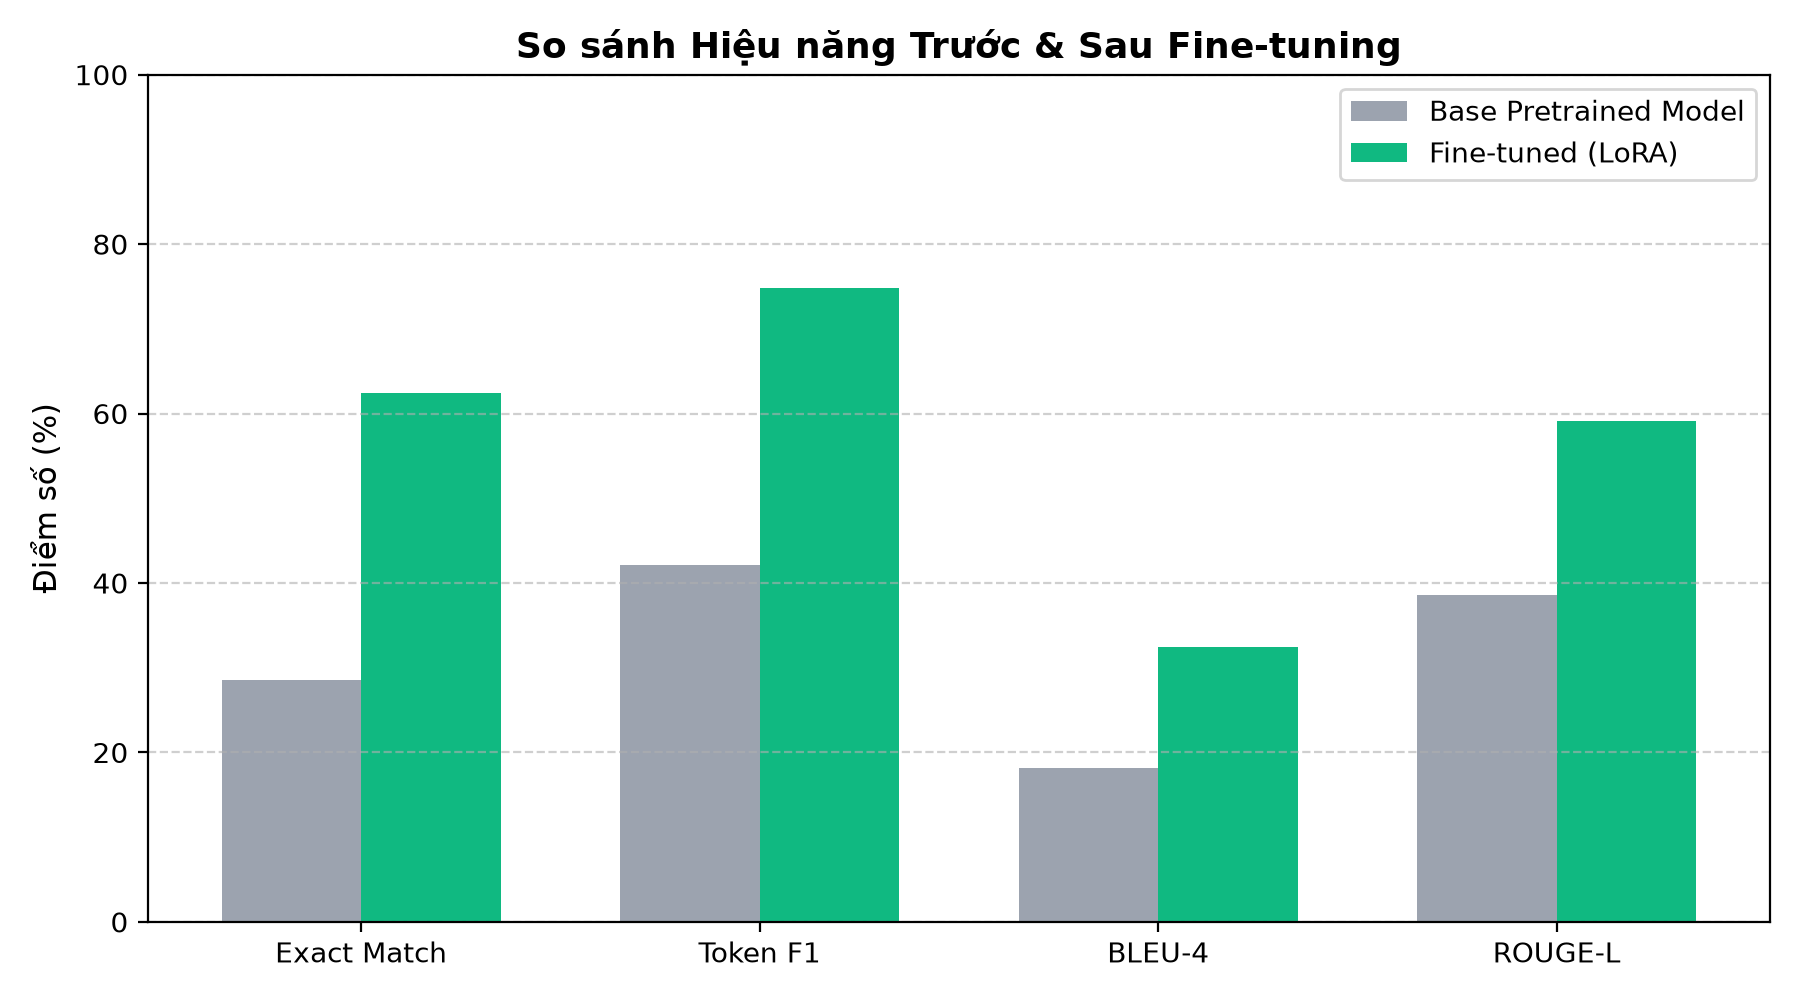 So sánh Hiệu năng Trước & Sau Fine-tuning
Base Pretrained Model
Fine-tuned (LoRA)
Điểm số (%)
100
80
60
40
20
0
Exact Match
Token F1
BLEU-4
ROUGE-L